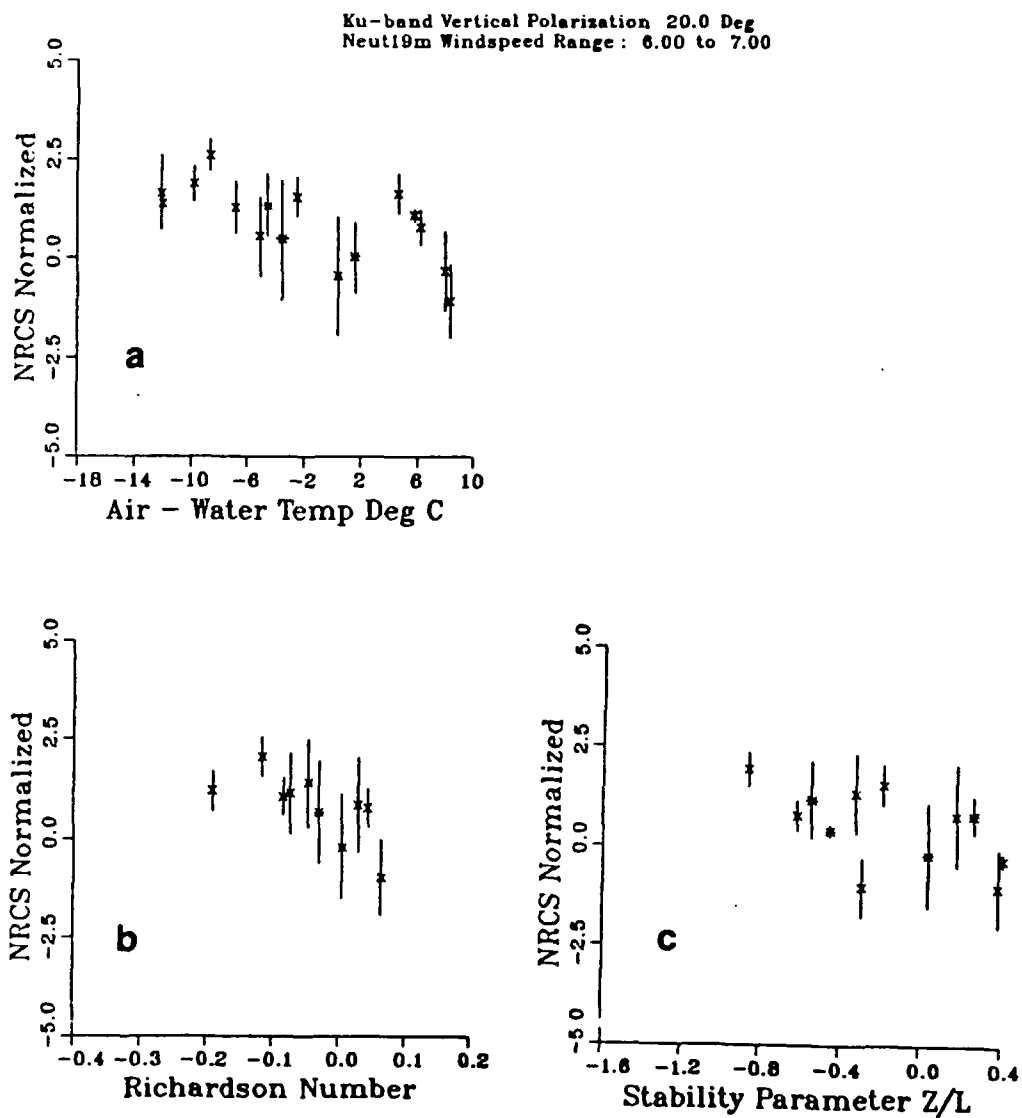 Ku-band Vertical Polarization 20.0 Deg
Neut19m Windspeed Range: 6.00 to 7.00
NRCS Normalized
5.0
2.5
0.0
-2.5
-5.0
a
-18 -14 -10 -6 -2 2 6 10
Air - Water Temp Deg C
NRCS Normalized
5.0
2.5
0.0
-2.5
-5.0
b
-0.4 -0.3 -0.2 -0.1 0.0 0.1 0.2
Richardson Number
NRCS Normalized
5.0
2.5
0.0
-2.5
-5.0
c
-1.6 -1.2 -0.8 -0.4 0.0 0.4
Stability Parameter Z/L